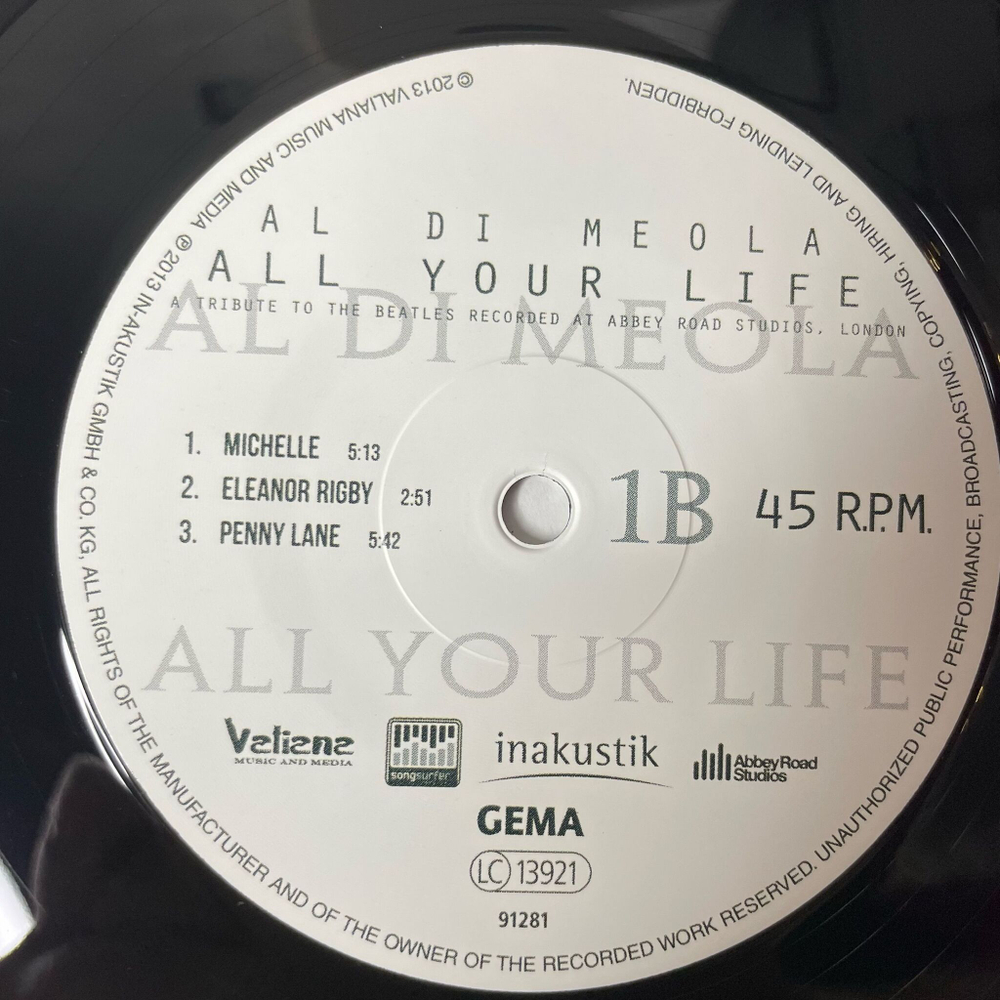 AL DI MEOLA
ALL YOUR LIFE
A TRIBUTE TO THE BEATLES RECORDED AT ABBEY ROAD STUDIOS, LONDON
AL DI MEOLA
1. MICHELLE 5:13
2. ELEANOR RIGBY 2:51
3. PENNY LANE 5:42
1B 45 R.P.M.
ALL YOUR LIFE
Valiana
MUSIC AND MEDIA
songsurfer
inakustik
Abbey Road
Studios
GEMA
LC 13921
91281
© 2013 VALIANA MUSIC AND MEDIA ℗ 2013 IN-AKUSTIK GMBH & CO. KG, ALL RIGHTS OF THE MANUFACTURER AND OF THE OWNER OF THE RECORDED WORK RESERVED. UNAUTHORIZED PUBLIC PERFORMANCE, BROADCASTING, COPYING, HIRING AND LENDING FORBIDDEN.